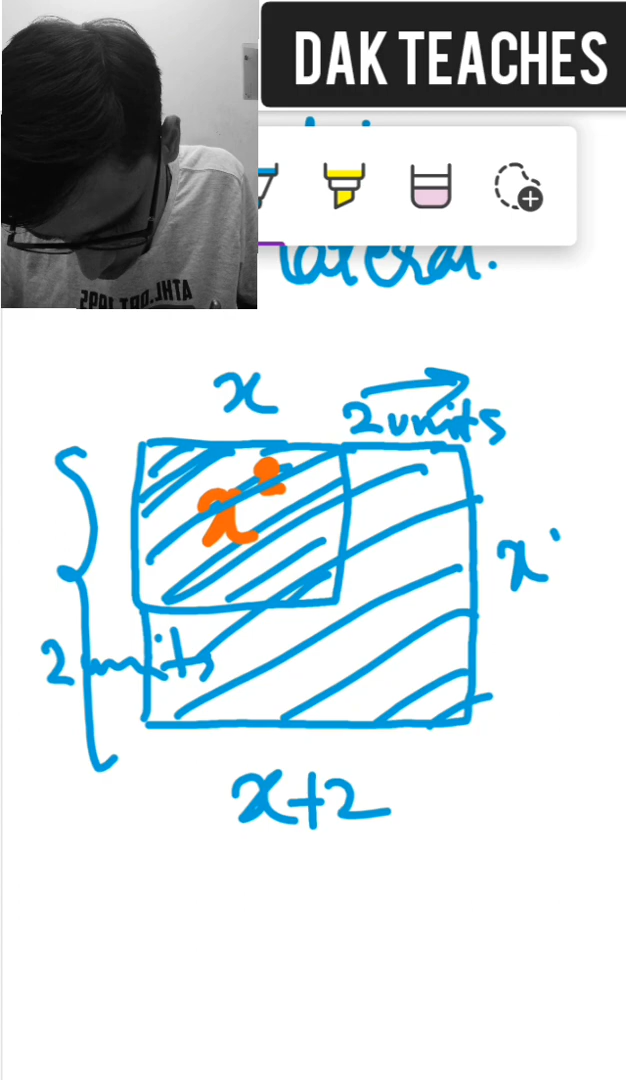 DAK TEACHES
lateral.
x
2 units
x²
x
2 units
x+2